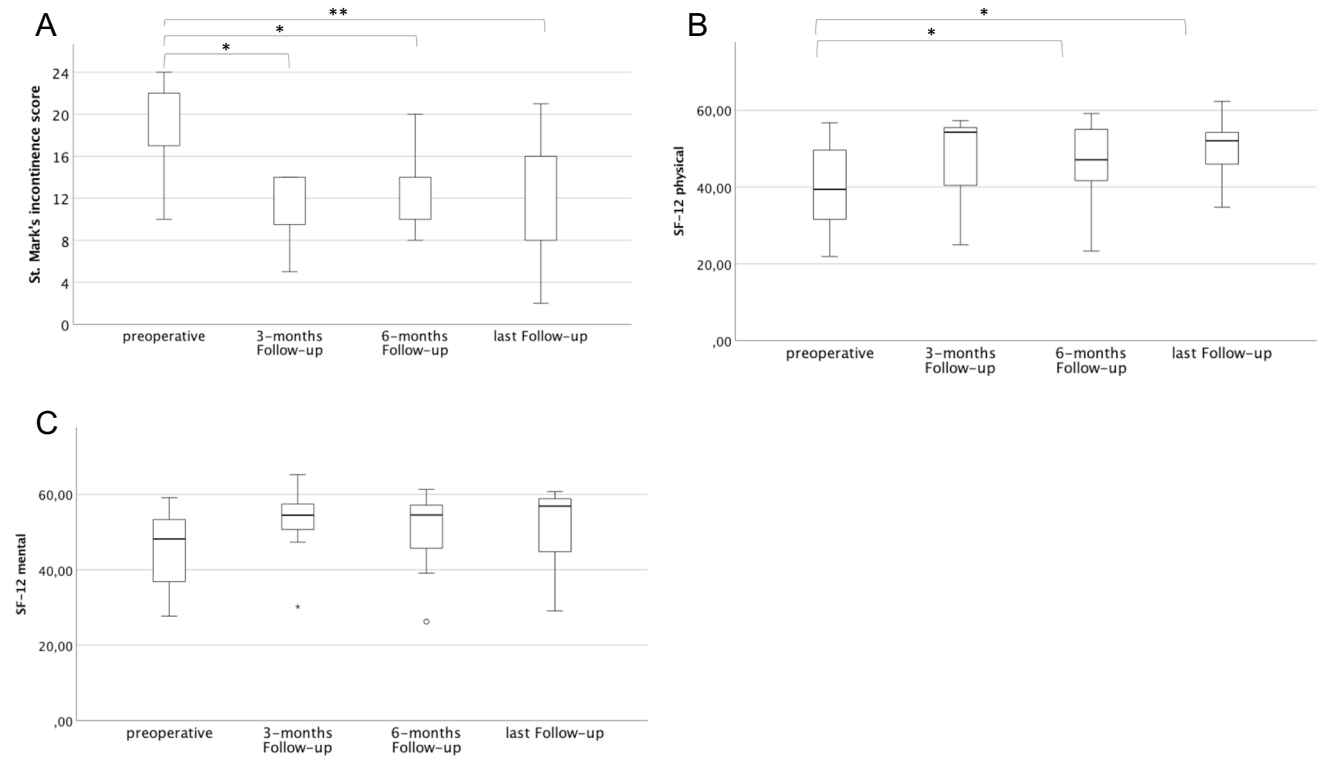 A
**
*
*
St. Mark's incontinence score
24
20
16
12
8
4
0
preoperative
3-months
Follow-up
6-months
Follow-up
last Follow-up
B
*
*
SF-12 physical
60,00
40,00
20,00
,00
preoperative
3-months
Follow-up
6-months
Follow-up
last Follow-up
C
SF-12 mental
60,00
40,00
20,00
,00
*
preoperative
3-months
Follow-up
6-months
Follow-up
last Follow-up